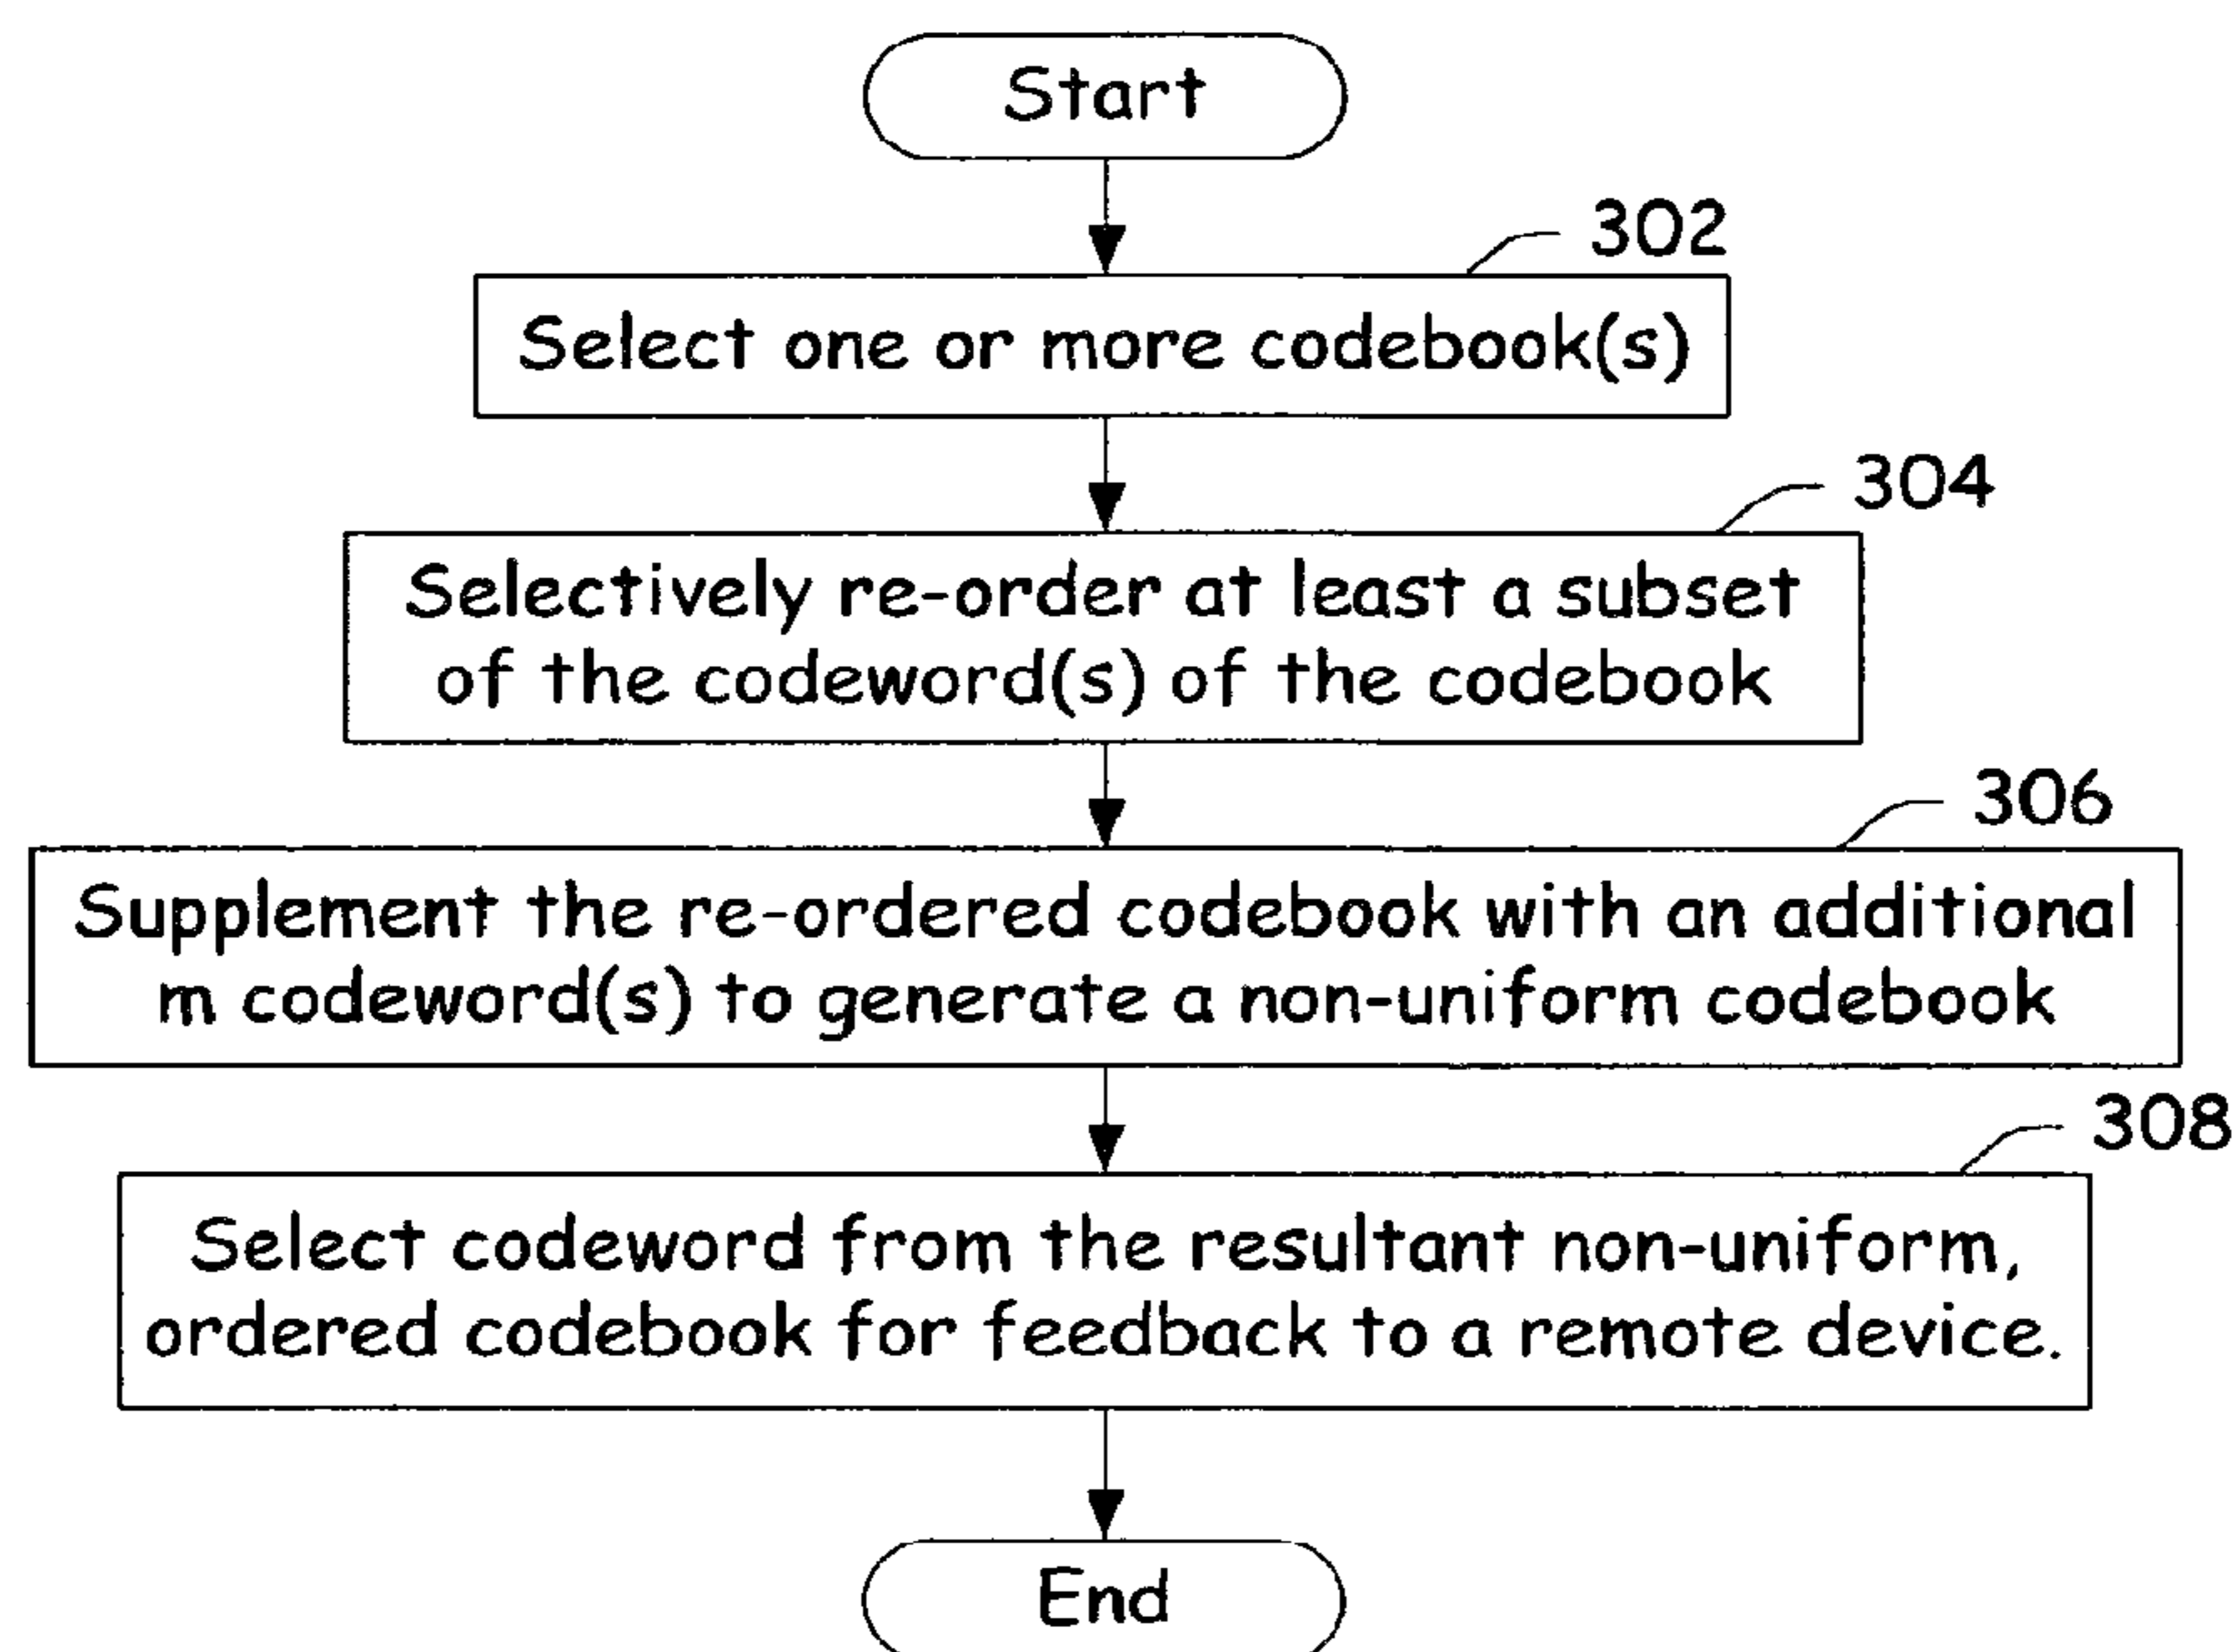 Start
302
Select one or more codebook(s)
304
Selectively re-order at least a subset
of the codeword(s) of the codebook
306
Supplement the re-ordered codebook with an additional
m codeword(s) to generate a non-uniform codebook
308
Select codeword from the resultant non-uniform,
ordered codebook for feedback to a remote device.
End